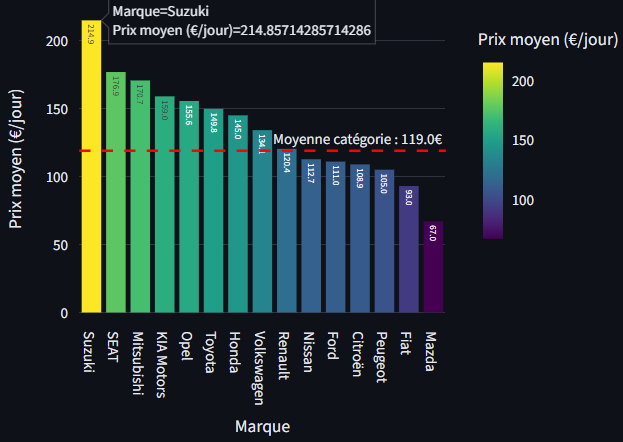 Marque=Suzuki
Prix moyen (€/jour)=214.85714285714286
Prix moyen (€/jour)
200
150
100
50
0
Prix moyen (€/jour)
200
150
100
214.9
176.9
170.7
159.0
155.6
149.8
145.0
134.1
120.4
112.7
111.0
108.9
105.0
93.0
67.0
Moyenne catégorie : 119.0€
Suzuki
SEAT
Mitsubishi
KIA Motors
Opel
Toyota
Honda
Volkswagen
Renault
Nissan
Ford
Citroën
Peugeot
Fiat
Mazda
Marque